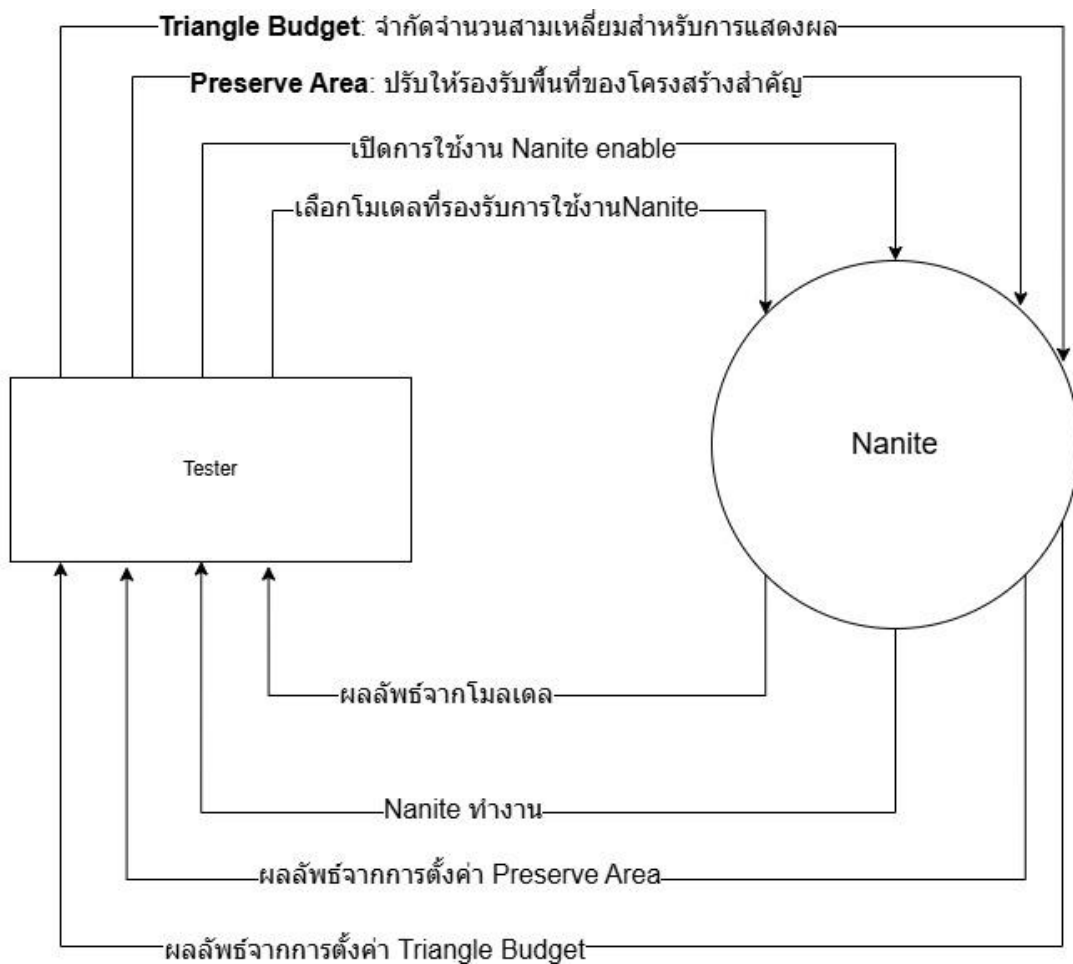 Triangle Budget: จำกัดจำนวนสามเหลี่ยมสำหรับการแสดงผล
Preserve Area: ปรับให้รองรับพื้นที่ของโครงสร้างสำคัญ
เปิดการใช้งาน Nanite enable
เลือกโมเดลที่รองรับการใช้งานNanite
Nanite
Tester
ผลลัพธ์จากโมลเดล
Nanite ทำงาน
ผลลัพธ์จากการตั้งค่า Preserve Area
ผลลัพธ์จากการตั้งค่า Triangle Budget